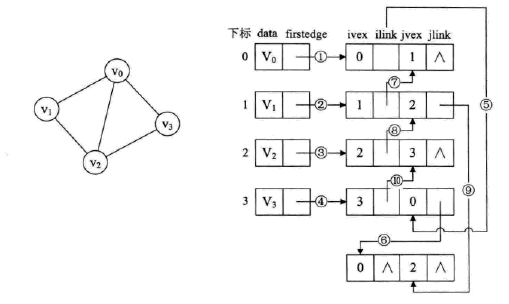 下标 data firstedge ivex ilink jvex jlink
0 V₀ ① 0 1 ∧
⑦ ⑤
1 V₁ ② 1 2
⑧
2 V₂ ③ 2 3 ∧
⑨
⑩
3 V₃ ④ 3 0
⑥
0 ∧ 2 ∧
v₀
v₁
v₃
v₂